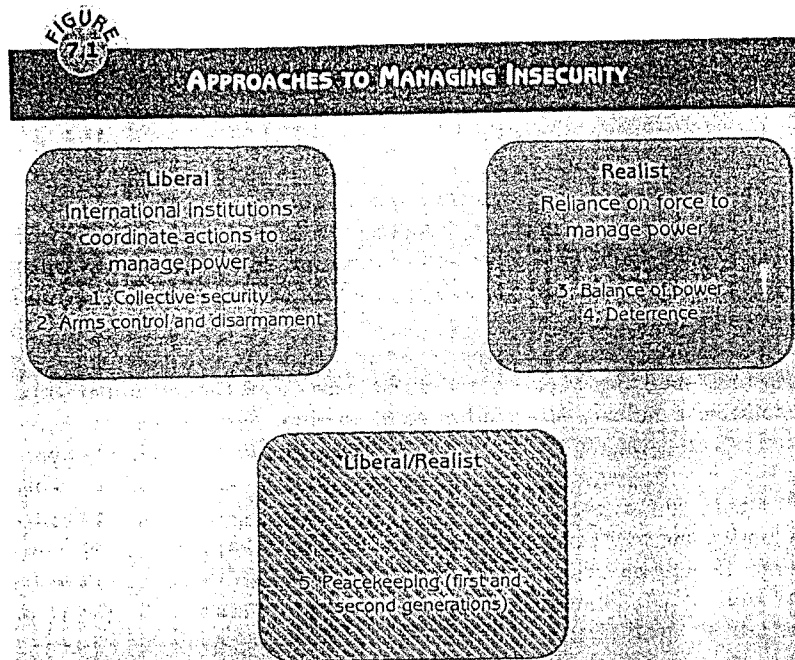 FIGURE
7.1
APPROACHES TO MANAGING INSECURITY
Liberal
International institutions
coordinate actions to
manage power
1. Collective security
2. Arms control and disarmament
Realist
Reliance on force to
manage power
3. Balance of power
4. Deterrence
Liberal/Realist
5. Peacekeeping (first and
second generations)